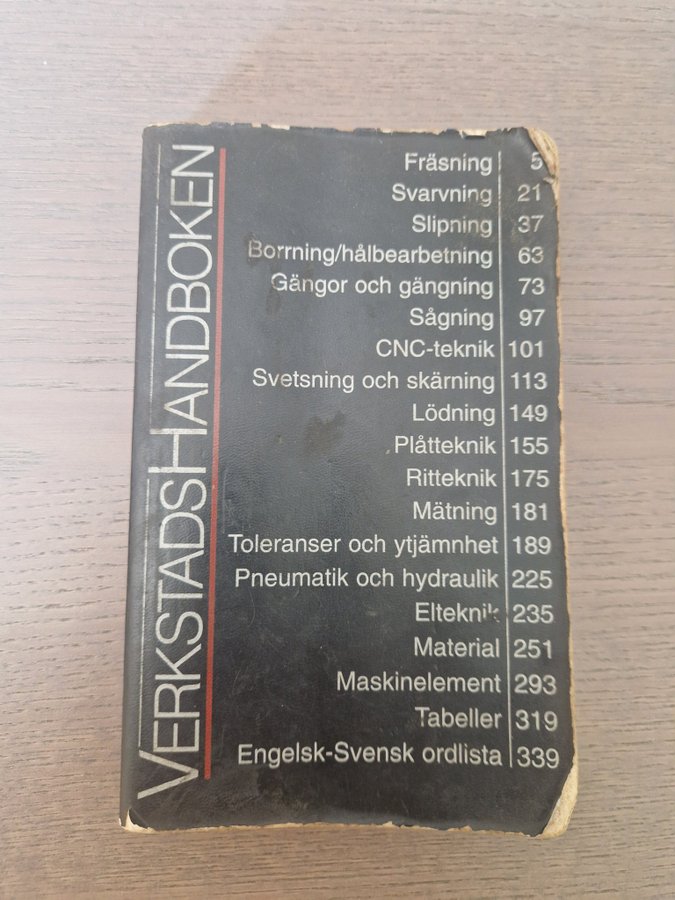 VERKSTADSHANDBOKEN
Fräsning 5
Svarvning 21
Slipning 37
Borrning/hålbearbetning 63
Gängor och gängning 73
Sågning 97
CNC-teknik 101
Svetsning och skärning 113
Lödning 149
Plåtteknik 155
Ritteknik 175
Mätning 181
Toleranser och ytjämnhet 189
Pneumatik och hydraulik 225
Elteknik 235
Material 251
Maskinelement 293
Tabeller 319
Engelsk-Svensk ordlista 339